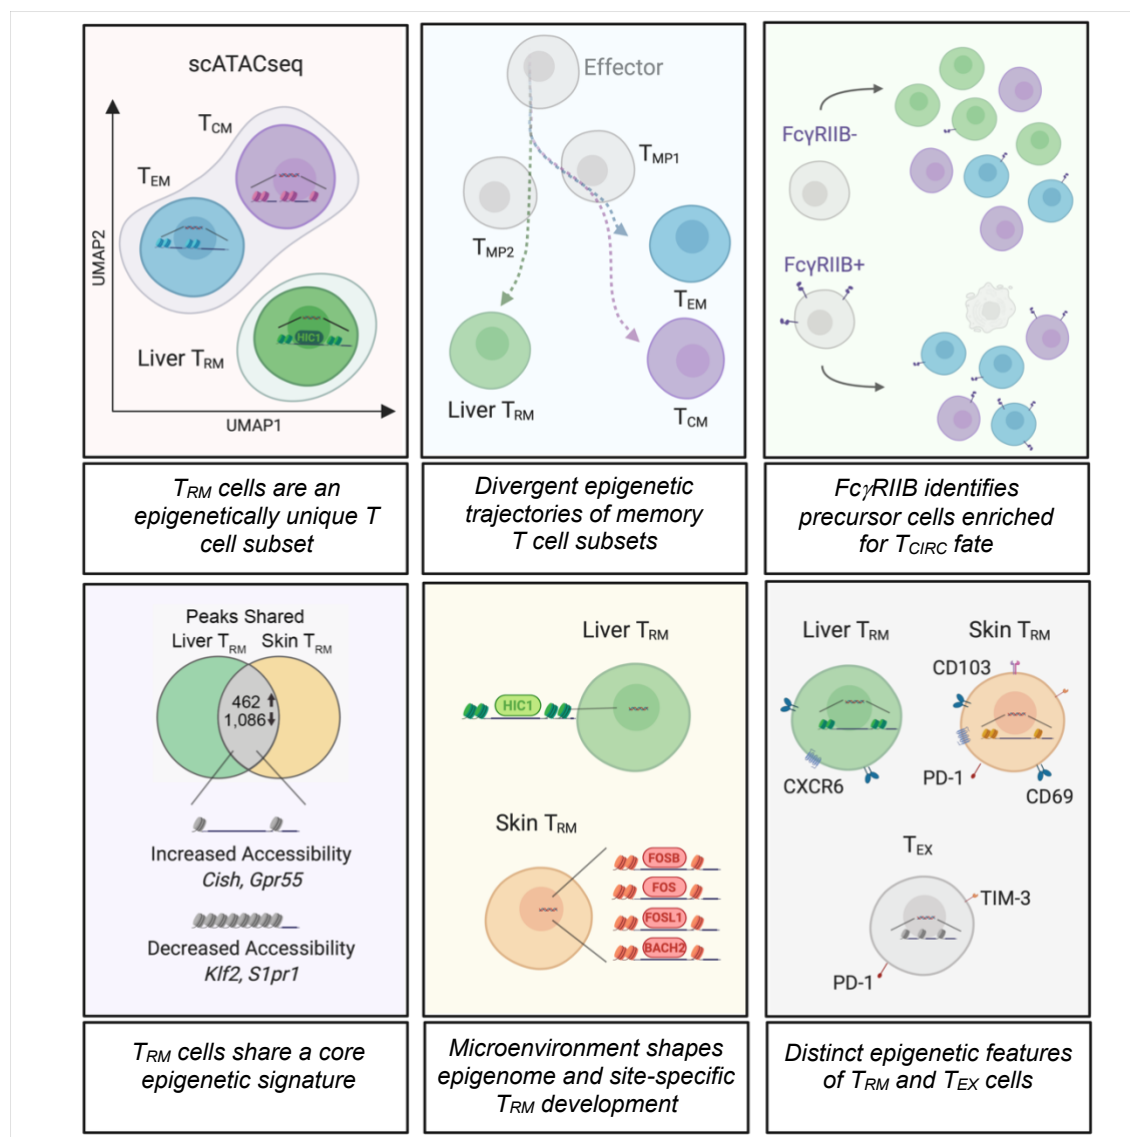 scATACseq
TCM
TEM
HIC1
Liver TRM
UMAP2
UMAP1
TRM cells are an
epigenetically unique T
cell subset
Effector
TMP1
TMP2
TEM
Liver TRM
TCM
Divergent epigenetic
trajectories of memory
T cell subsets
FcγRIIB-
FcγRIIB+
FcγRIIB identifies
precursor cells enriched
for TCIRC fate
Peaks Shared
Liver TRM Skin TRM
462 ⬆
1,086⬇
Increased Accessibility
Cish, Gpr55
Decreased Accessibility
Klf2, S1pr1
TRM cells share a core
epigenetic signature
Liver TRM
HIC1
Skin TRM
FOSB
FOS
FOSL1
BACH2
Microenvironment shapes
epigenome and site-specific
TRM development
Liver TRM
Skin TRM
CD103
CXCR6
PD-1
CD69
TEX
TIM-3
PD-1
Distinct epigenetic features
of TRM and TEX cells